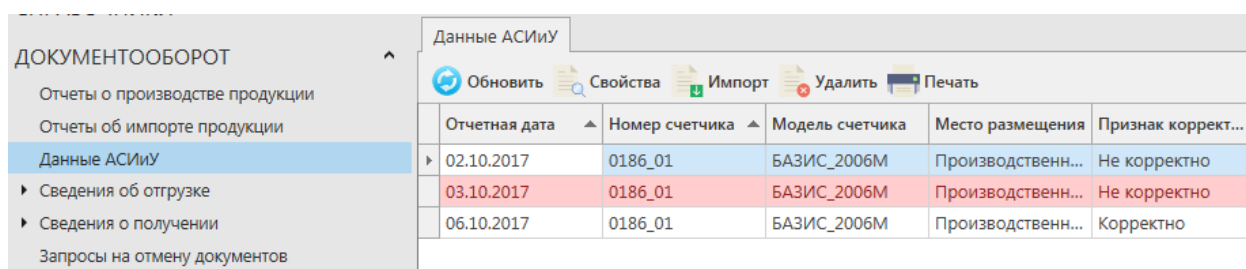 ДОКУМЕНТООБОРОТ
Отчеты о производстве продукции
Отчеты об импорте продукции
Данные АСИиУ
Сведения об отгрузке
Сведения о получении
Запросы на отмену документов
Данные АСИиУ
Обновить Свойства Импорт Удалить Печать
Отчетная дата Номер счетчика Модель счетчика Место размещения Признак коррект...
02.10.2017 0186_01 БАЗИС_2006М Производственн... Не корректно
03.10.2017 0186_01 БАЗИС_2006М Производственн... Не корректно
06.10.2017 0186_01 БАЗИС_2006М Производственн... Корректно